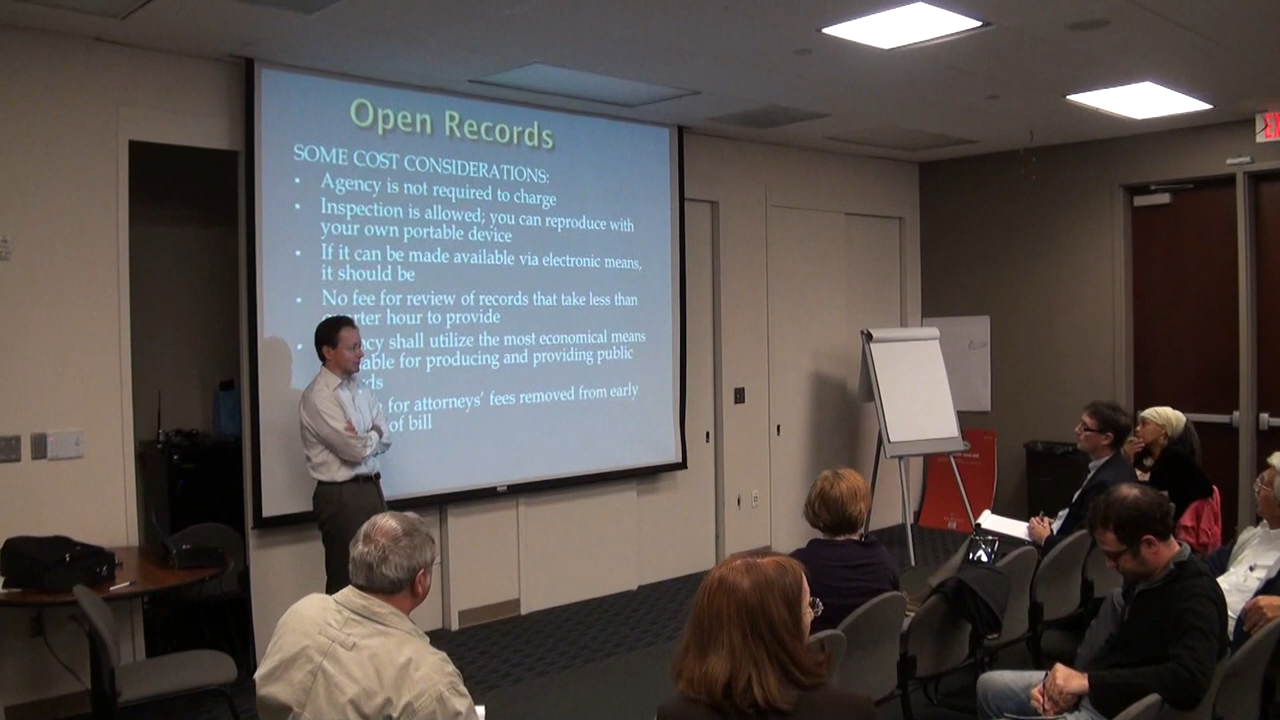 Open Records
SOME COST CONSIDERATIONS:
• Agency is not required to charge
• Inspection is allowed; you can reproduce with
your own portable device
• If it can be made available via electronic means,
it should be
• No fee for review of records that take less than
quarter hour to provide
• shall utilize the most economical means
for producing and providing public
for attorneys' fees removed from early
of bill